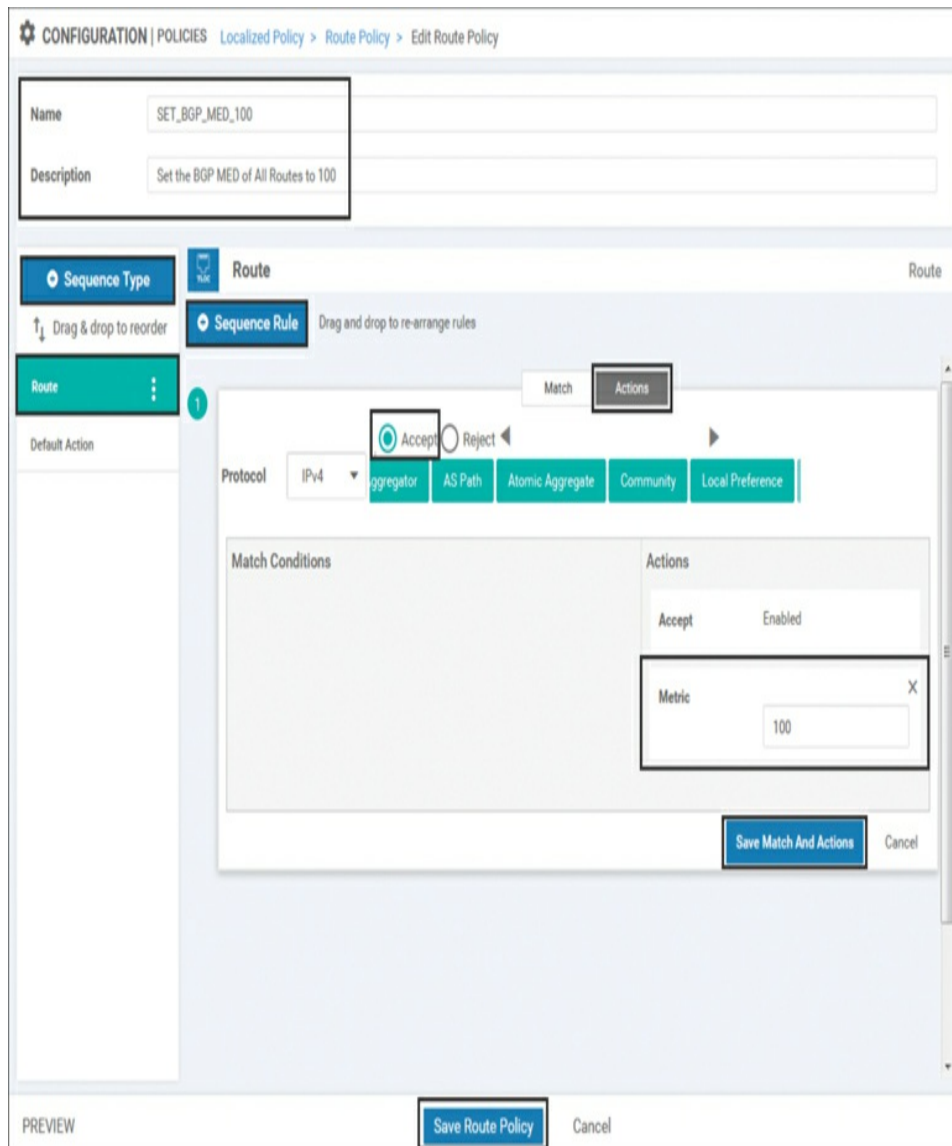 CONFIGURATION | POLICIES Localized Policy > Route Policy > Edit Route Policy
Name SET_BGP_MED_100
Description Set the BGP MED of All Routes to 100
Sequence Type
Drag & drop to reorder
Route
Default Action
Route Route
Sequence Rule Drag and drop to re-arrange rules
1
Match Actions
Accept Reject
Protocol IPv4 ggregator AS Path Atomic Aggregate Community Local Preference
Match Conditions Actions
Accept Enabled
Metric X
100
Save Match And Actions Cancel
PREVIEW Save Route Policy Cancel